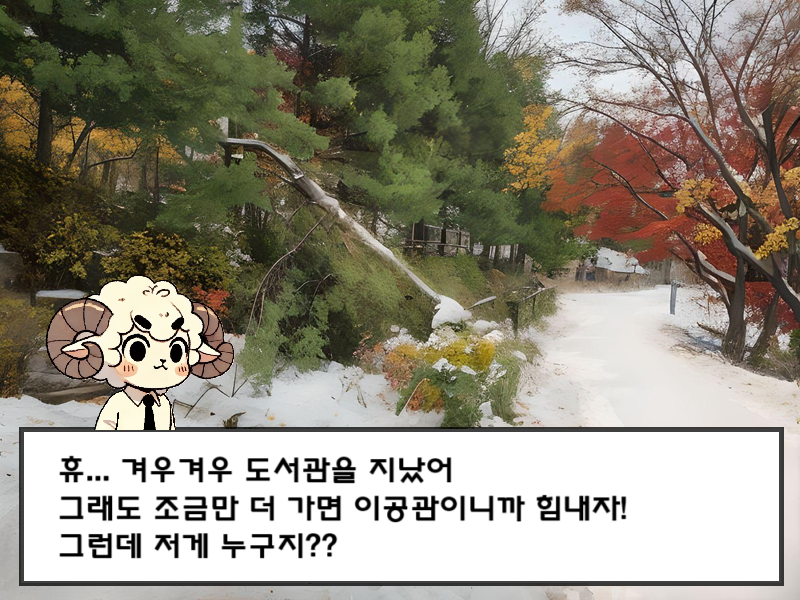 휴... 겨우겨우 도서관을 지났어
그래도 조금만 더 가면 이공관이니까 힘내자!
그런데 저게 누구지??